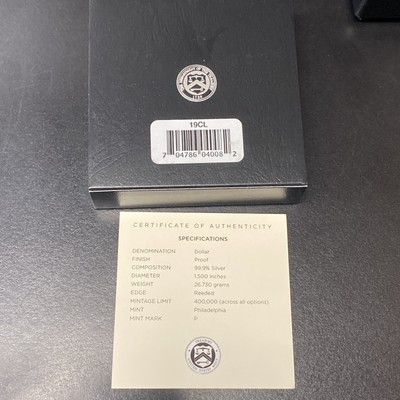 19CL
7 04786 04008 2
CERTIFICATE OF AUTHENTICITY
SPECIFICATIONS
DENOMINATION Dollar
FINISH Proof
COMPOSITION 99.9% Silver
DIAMETER 1.500 inches
WEIGHT 26.730 grams
EDGE Reeded
MINTAGE LIMIT 400,000 (across all options)
MINT Philadelphia
MINT MARK P